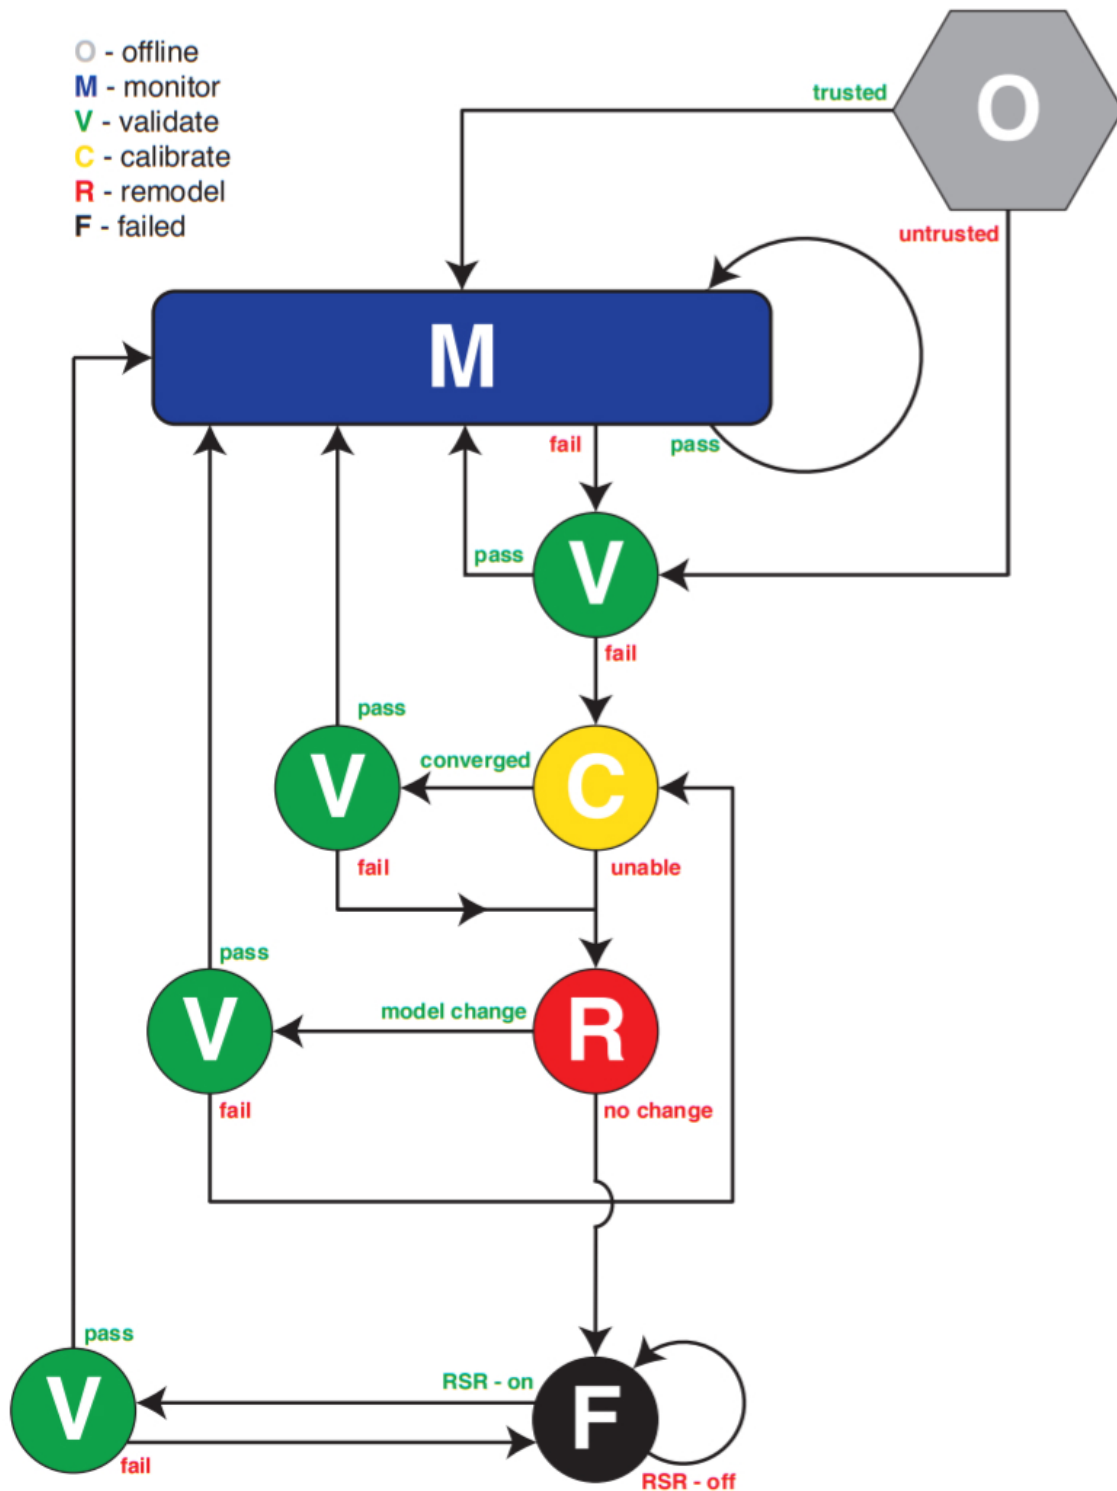 O - offline
M - monitor
V - validate
C - calibrate
R - remodel
F - failed
trusted
O
untrusted
M
fail
pass
pass
V
fail
pass
converged
V
C
fail
unable
pass
model change
V
R
fail
no change
pass
RSR - on
V
F
fail
RSR - off